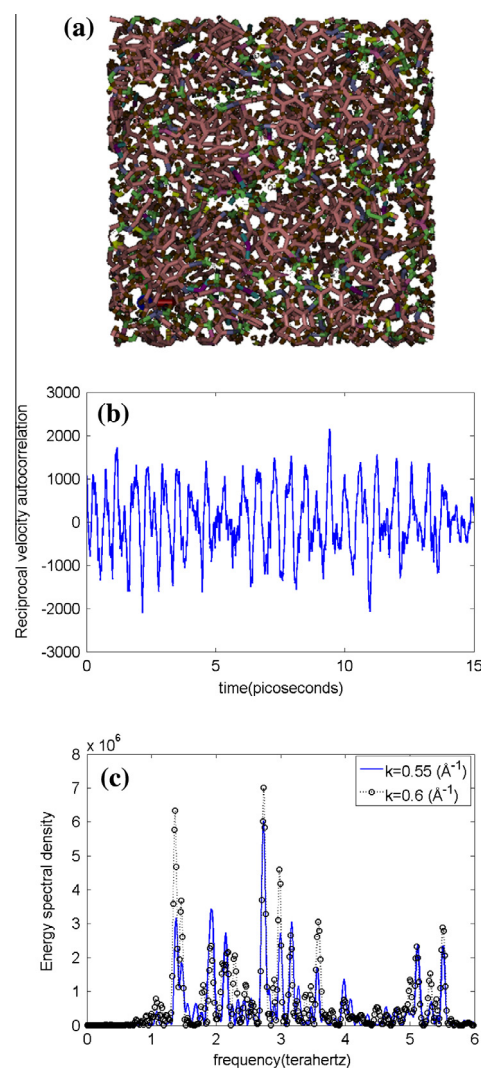 (a)
(b)
3000
2000
1000
0
-1000
-2000
-3000
Reciprocal velocity autocorrelation
0 5 10 15
time(picoseconds)
(c)
x 10⁶
8
7
6
5
4
3
2
1
0
Energy spectral density
k=0.55 (Å⁻¹)
k=0.6 (Å⁻¹)
0 1 2 3 4 5 6
frequency(terahertz)